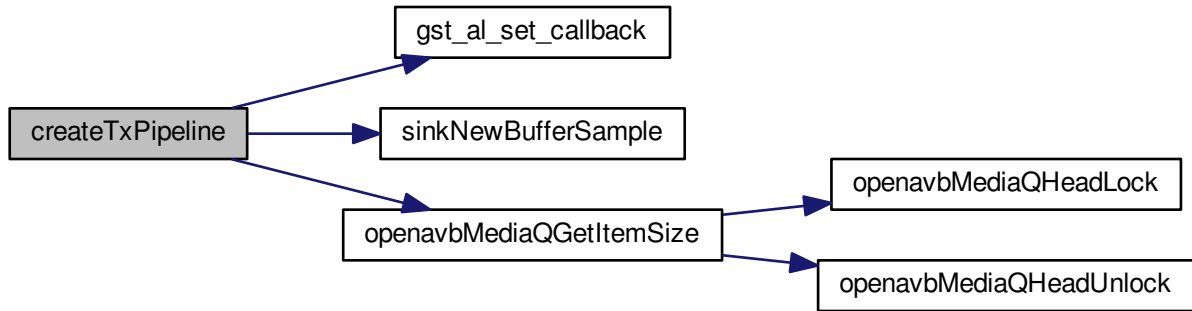 gst_al_set_callback
createTxPipeline
sinkNewBufferSample
openavbMediaQHeadLock
openavbMediaQGetItemSize
openavbMediaQHeadUnlock